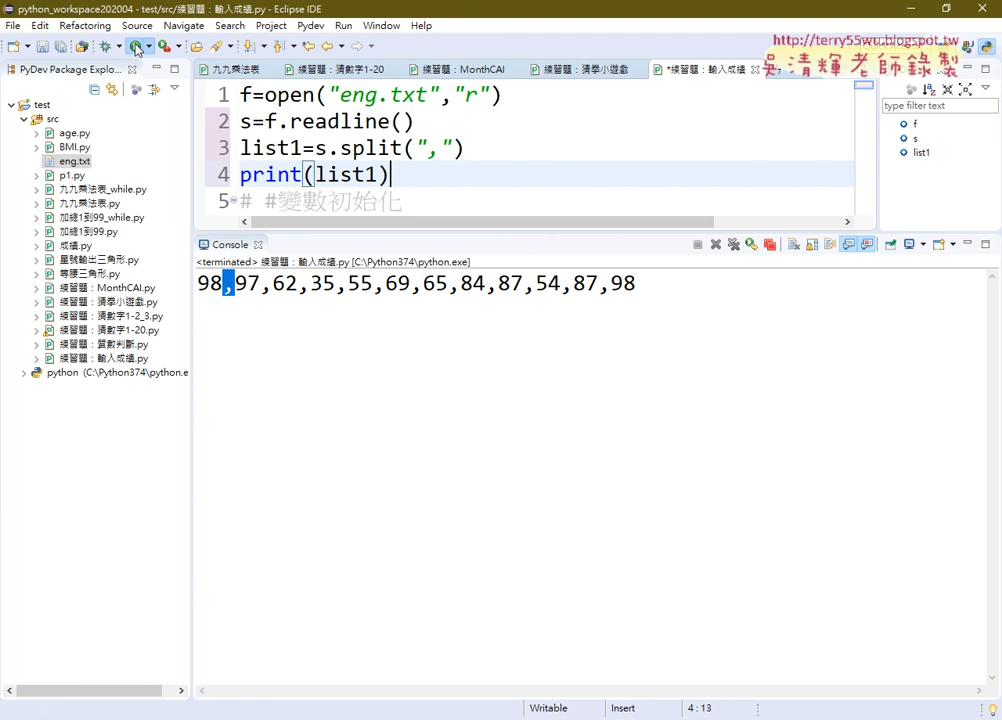 python_workspace202004 - test/src/練習題：輸入成績.py - Eclipse IDE
File Edit Refactoring Source Navigate Search Project Pydev Run Window Help
http://terry55wu.blogspot.tw
吳清輝老師錄製
PyDev Package Explo...
九九乘法表
練習題：猜數字1-20
練習題：MonthCAI
練習題：猜拳小遊戲
*練習題：輸入成績
type filter text
f
s
list1
test
src
age.py
BMI.py
eng.txt
p1.py
九九乘法表_while.py
九九乘法表.py
加總1到99_while.py
加總1到99.py
成績.py
星號輸出三角形.py
等腰三角形.py
練習題：MonthCAI.py
練習題：猜拳小遊戲.py
練習題：猜數字1-2_3.py
練習題：猜數字1-20.py
練習題：質數判斷.py
練習題：輸入成績.py
python (C:\Python374\python.e
1 f=open("eng.txt","r")
2 s=f.readline()
3 list1=s.split(",")
4 print(list1)
5 # #變數初始化
Console
<terminated> 練習題：輸入成績.py [C:\Python374\python.exe]
98,97,62,35,55,69,65,84,87,54,87,98
Writable Insert 4 : 13